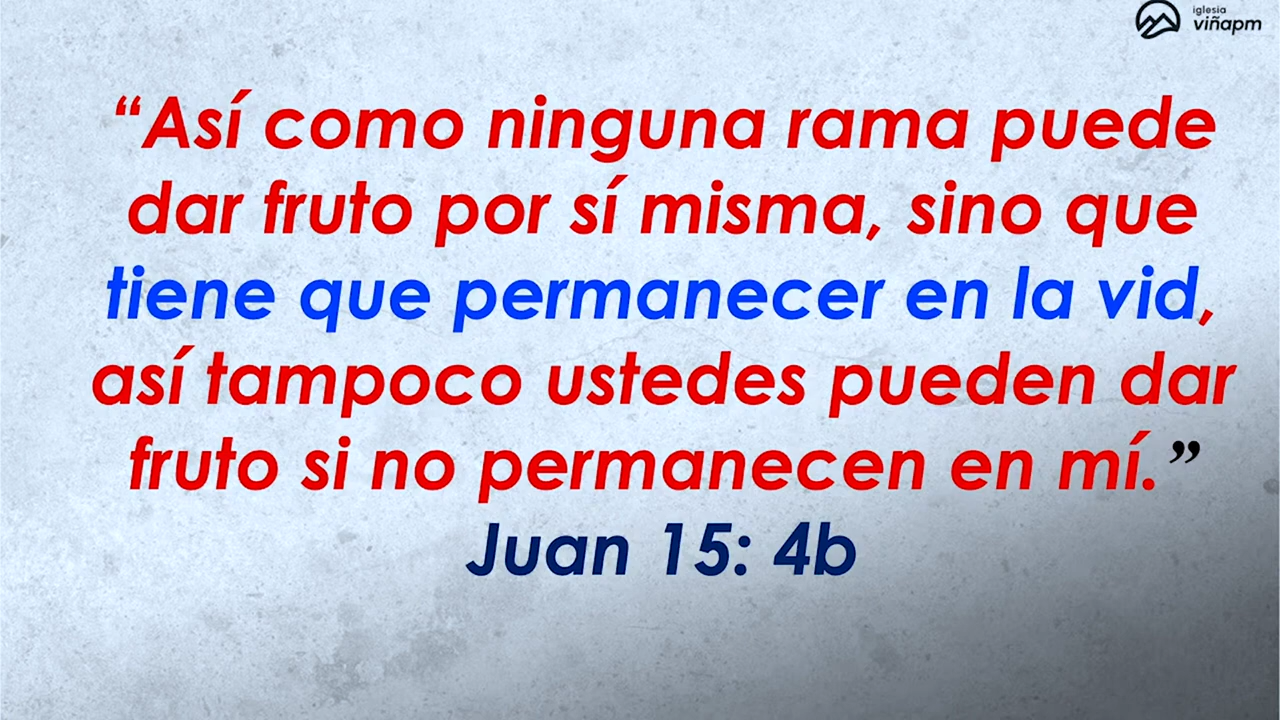 iglesia
viñapm
“Así como ninguna rama puede
dar fruto por sí misma, sino que
tiene que permanecer en la vid,
así tampoco ustedes pueden dar
fruto si no permanecen en mí.”
Juan 15: 4b